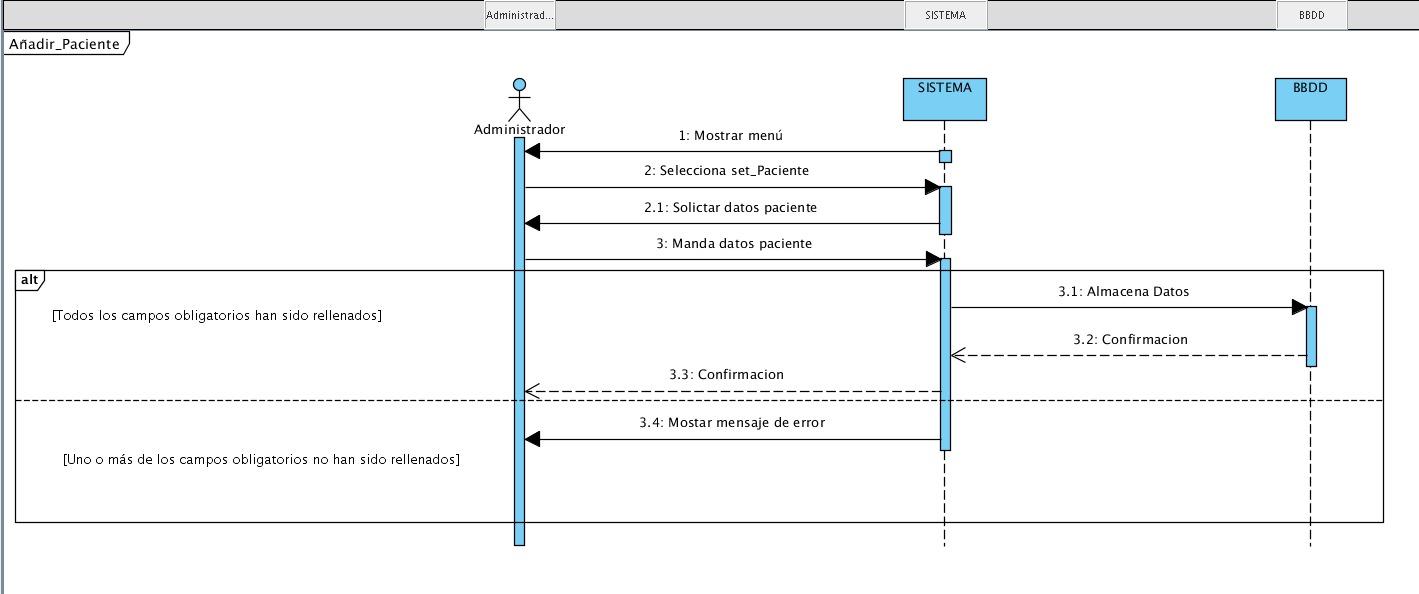 Administrad...
SISTEMA
BBDD
Añadir_Paciente
SISTEMA
BBDD
Administrador
1: Mostrar menú
2: Selecciona set_Paciente
2.1: Solictar datos paciente
3: Manda datos paciente
alt
3.1: Almacena Datos
[Todos los campos obligatorios han sido rellenados]
3.2: Confirmacion
3.3: Confirmacion
3.4: Mostar mensaje de error
[Uno o más de los campos obligatorios no han sido rellenados]